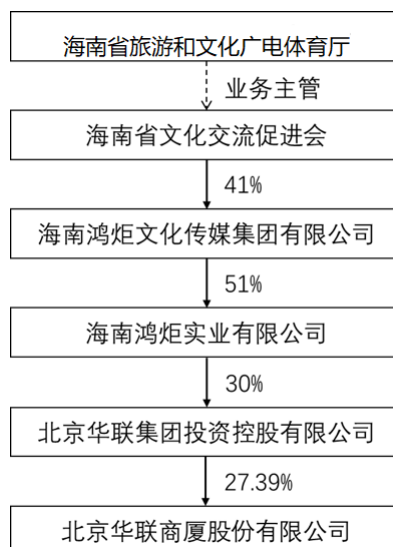 海南省旅游和文化广电体育厅
业务主管
海南省文化交流促进会
41%
海南鸿炬文化传媒集团有限公司
51%
海南鸿炬实业有限公司
30%
北京华联集团投资控股有限公司
27.39%
北京华联商厦股份有限公司